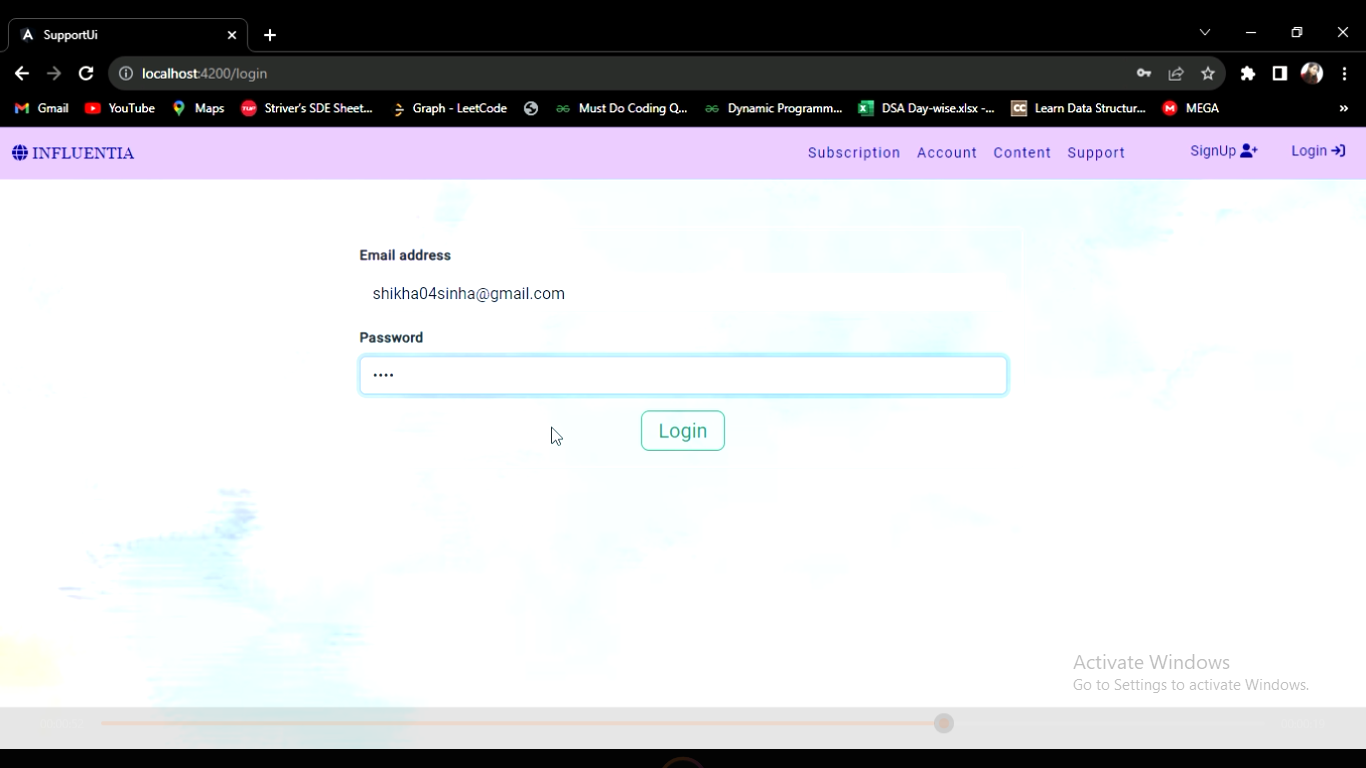 SupportUi
localhost:4200/login
Gmail YouTube Maps Striver's SDE Sheet... Graph - LeetCode Must Do Coding Q... Dynamic Programm... DSA Day-wise.xlsx -... Learn Data Structur... MEGA »
INFLUENTIA Subscription Account Content Support SignUp Login
Email address
shikha04sinha@gmail.com
Password
••••
Login
Activate Windows
Go to Settings to activate Windows.